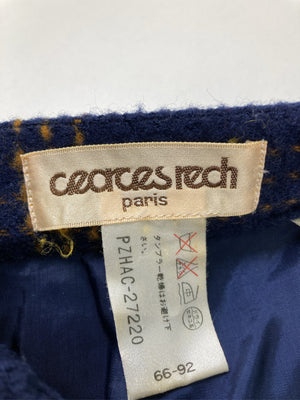 georges rech
paris
タンブラー乾燥はお避け下
さい。
PZHAC-27220
66-92